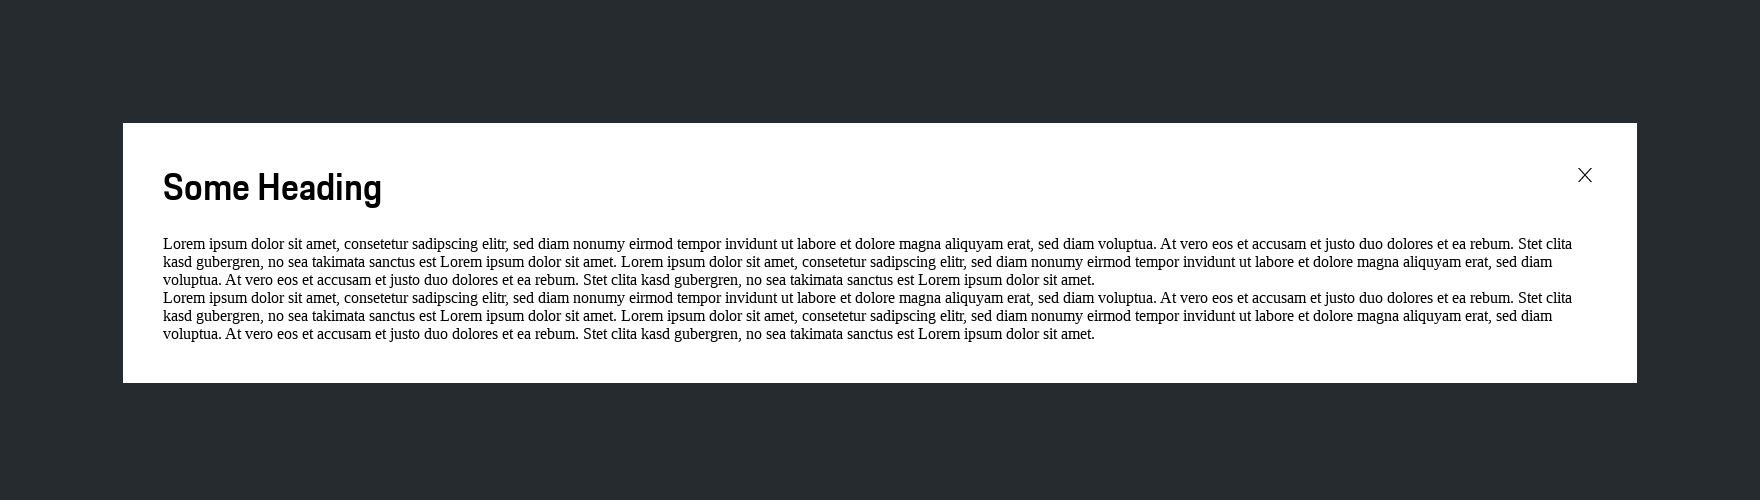 Some Heading
Lorem ipsum dolor sit amet, consetetur sadipscing elitr, sed diam nonumy eirmod tempor invidunt ut labore et dolore magna aliquyam erat, sed diam voluptua. At vero eos et accusam et justo duo dolores et ea rebum. Stet clita
kasd gubergren, no sea takimata sanctus est Lorem ipsum dolor sit amet. Lorem ipsum dolor sit amet, consetetur sadipscing elitr, sed diam nonumy eirmod tempor invidunt ut labore et dolore magna aliquyam erat, sed diam
voluptua. At vero eos et accusam et justo duo dolores et ea rebum. Stet clita kasd gubergren, no sea takimata sanctus est Lorem ipsum dolor sit amet.
Lorem ipsum dolor sit amet, consetetur sadipscing elitr, sed diam nonumy eirmod tempor invidunt ut labore et dolore magna aliquyam erat, sed diam voluptua. At vero eos et accusam et justo duo dolores et ea rebum. Stet clita
kasd gubergren, no sea takimata sanctus est Lorem ipsum dolor sit amet. Lorem ipsum dolor sit amet, consetetur sadipscing elitr, sed diam nonumy eirmod tempor invidunt ut labore et dolore magna aliquyam erat, sed diam
voluptua. At vero eos et accusam et justo duo dolores et ea rebum. Stet clita kasd gubergren, no sea takimata sanctus est Lorem ipsum dolor sit amet.